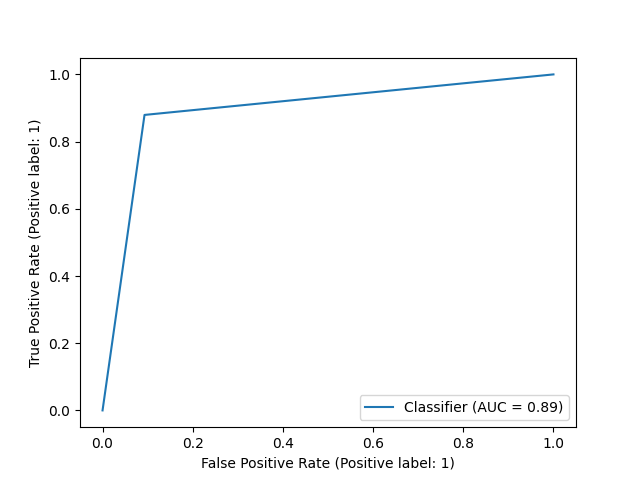 1.0
0.8
0.6
0.4
0.2
0.0
True Positive Rate (Positive label: 1)
Classifier (AUC = 0.89)
0.0 0.2 0.4 0.6 0.8 1.0
False Positive Rate (Positive label: 1)